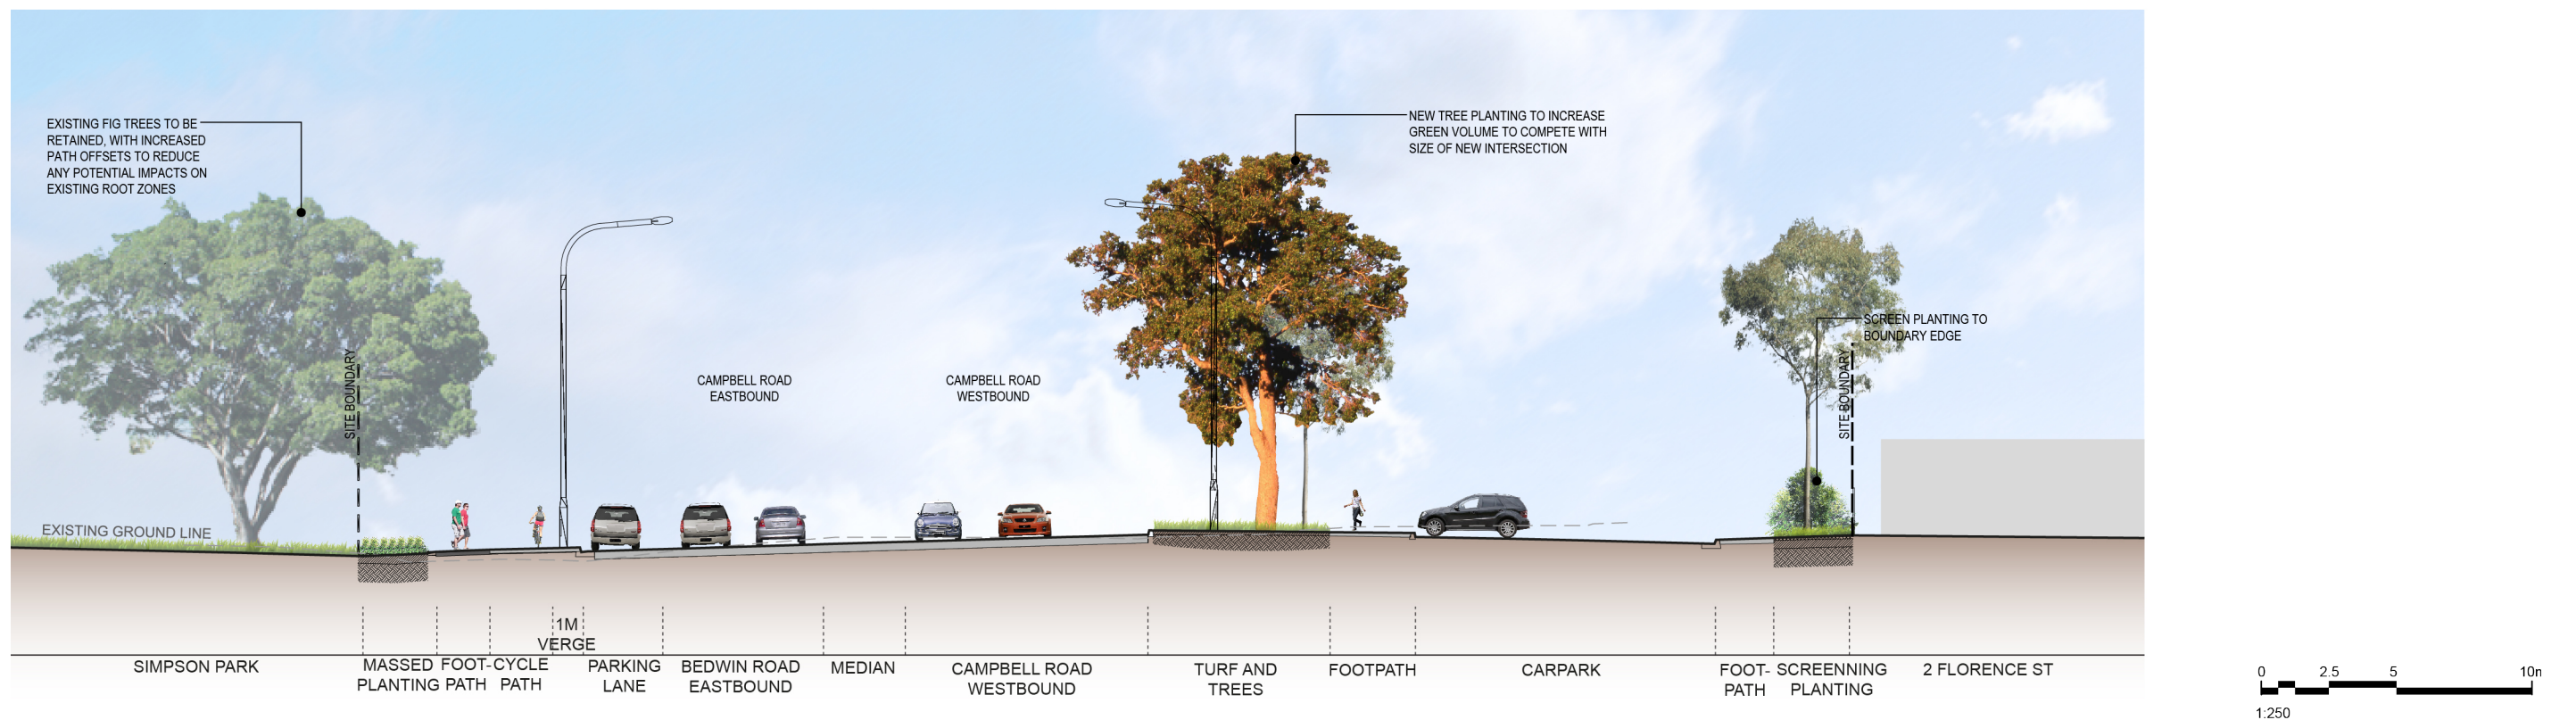 EXISTING FIG TREES TO BE
RETAINED, WITH INCREASED
PATH OFFSETS TO REDUCE
ANY POTENTIAL IMPACTS ON
EXISTING ROOT ZONES
NEW TREE PLANTING TO INCREASE
GREEN VOLUME TO COMPETE WITH
SIZE OF NEW INTERSECTION
SCREEN PLANTING TO
BOUNDARY EDGE
SITE BOUNDARY
CAMPBELL ROAD
EASTBOUND
CAMPBELL ROAD
WESTBOUND
SITE BOUNDARY
EXISTING GROUND LINE
SIMPSON PARK
MASSED
PLANTING
FOOT-
PATH
CYCLE
PATH
1M
VERGE
PARKING
LANE
BEDWIN ROAD
EASTBOUND
MEDIAN
CAMPBELL ROAD
WESTBOUND
TURF AND
TREES
FOOTPATH
CARPARK
FOOT-
PATH
SCREENNING
PLANTING
2 FLORENCE ST
0 2.5 5 10m
1:250